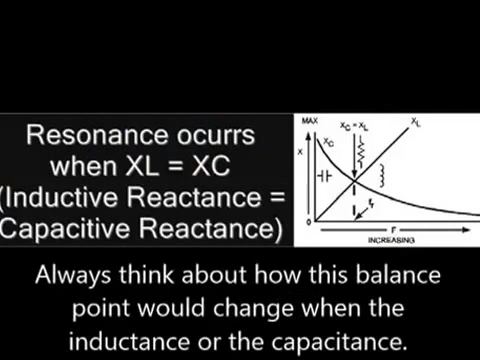 Resonance ocurrs
when XL = XC
(Inductive Reactance =
Capacitive Reactance)
MAX
X
XC
XC = XL
XL
fr
0
F
INCREASING
Always think about how this balance
point would change when the
inductance or the capacitance.